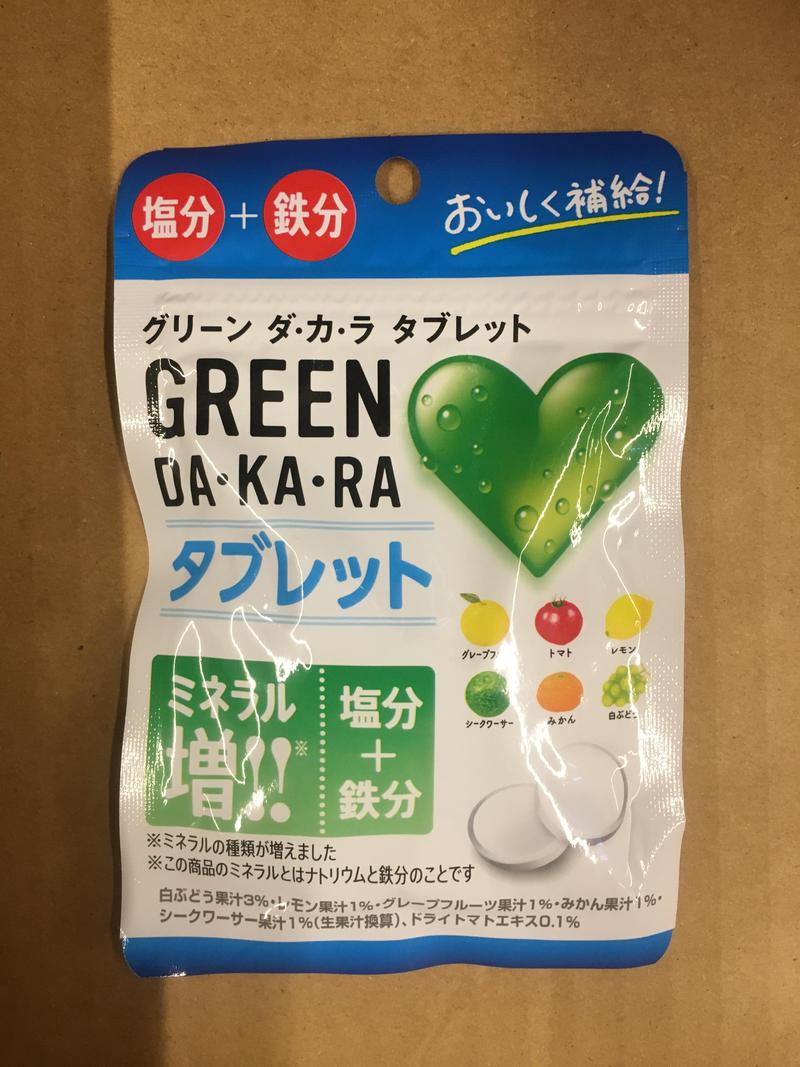 塩分+鉄分
おいしく補給!
グリーン ダ・カ・ラ タブレット
GREEN
DA・KA・RA
タブレット
グレープフ
トマト
レモン
シークワーサー
みかん
白ぶどう
ミネラル
増!!※
塩分
+
鉄分
※ミネラルの種類が増えました
※この商品のミネラルとはナトリウムと鉄分のことです
白ぶどう果汁3%・レモン果汁1%・グレープフルーツ果汁1%・みかん果汁1%・
シークワーサー果汁1%(生果汁換算)、ドライトマトエキス0.1%